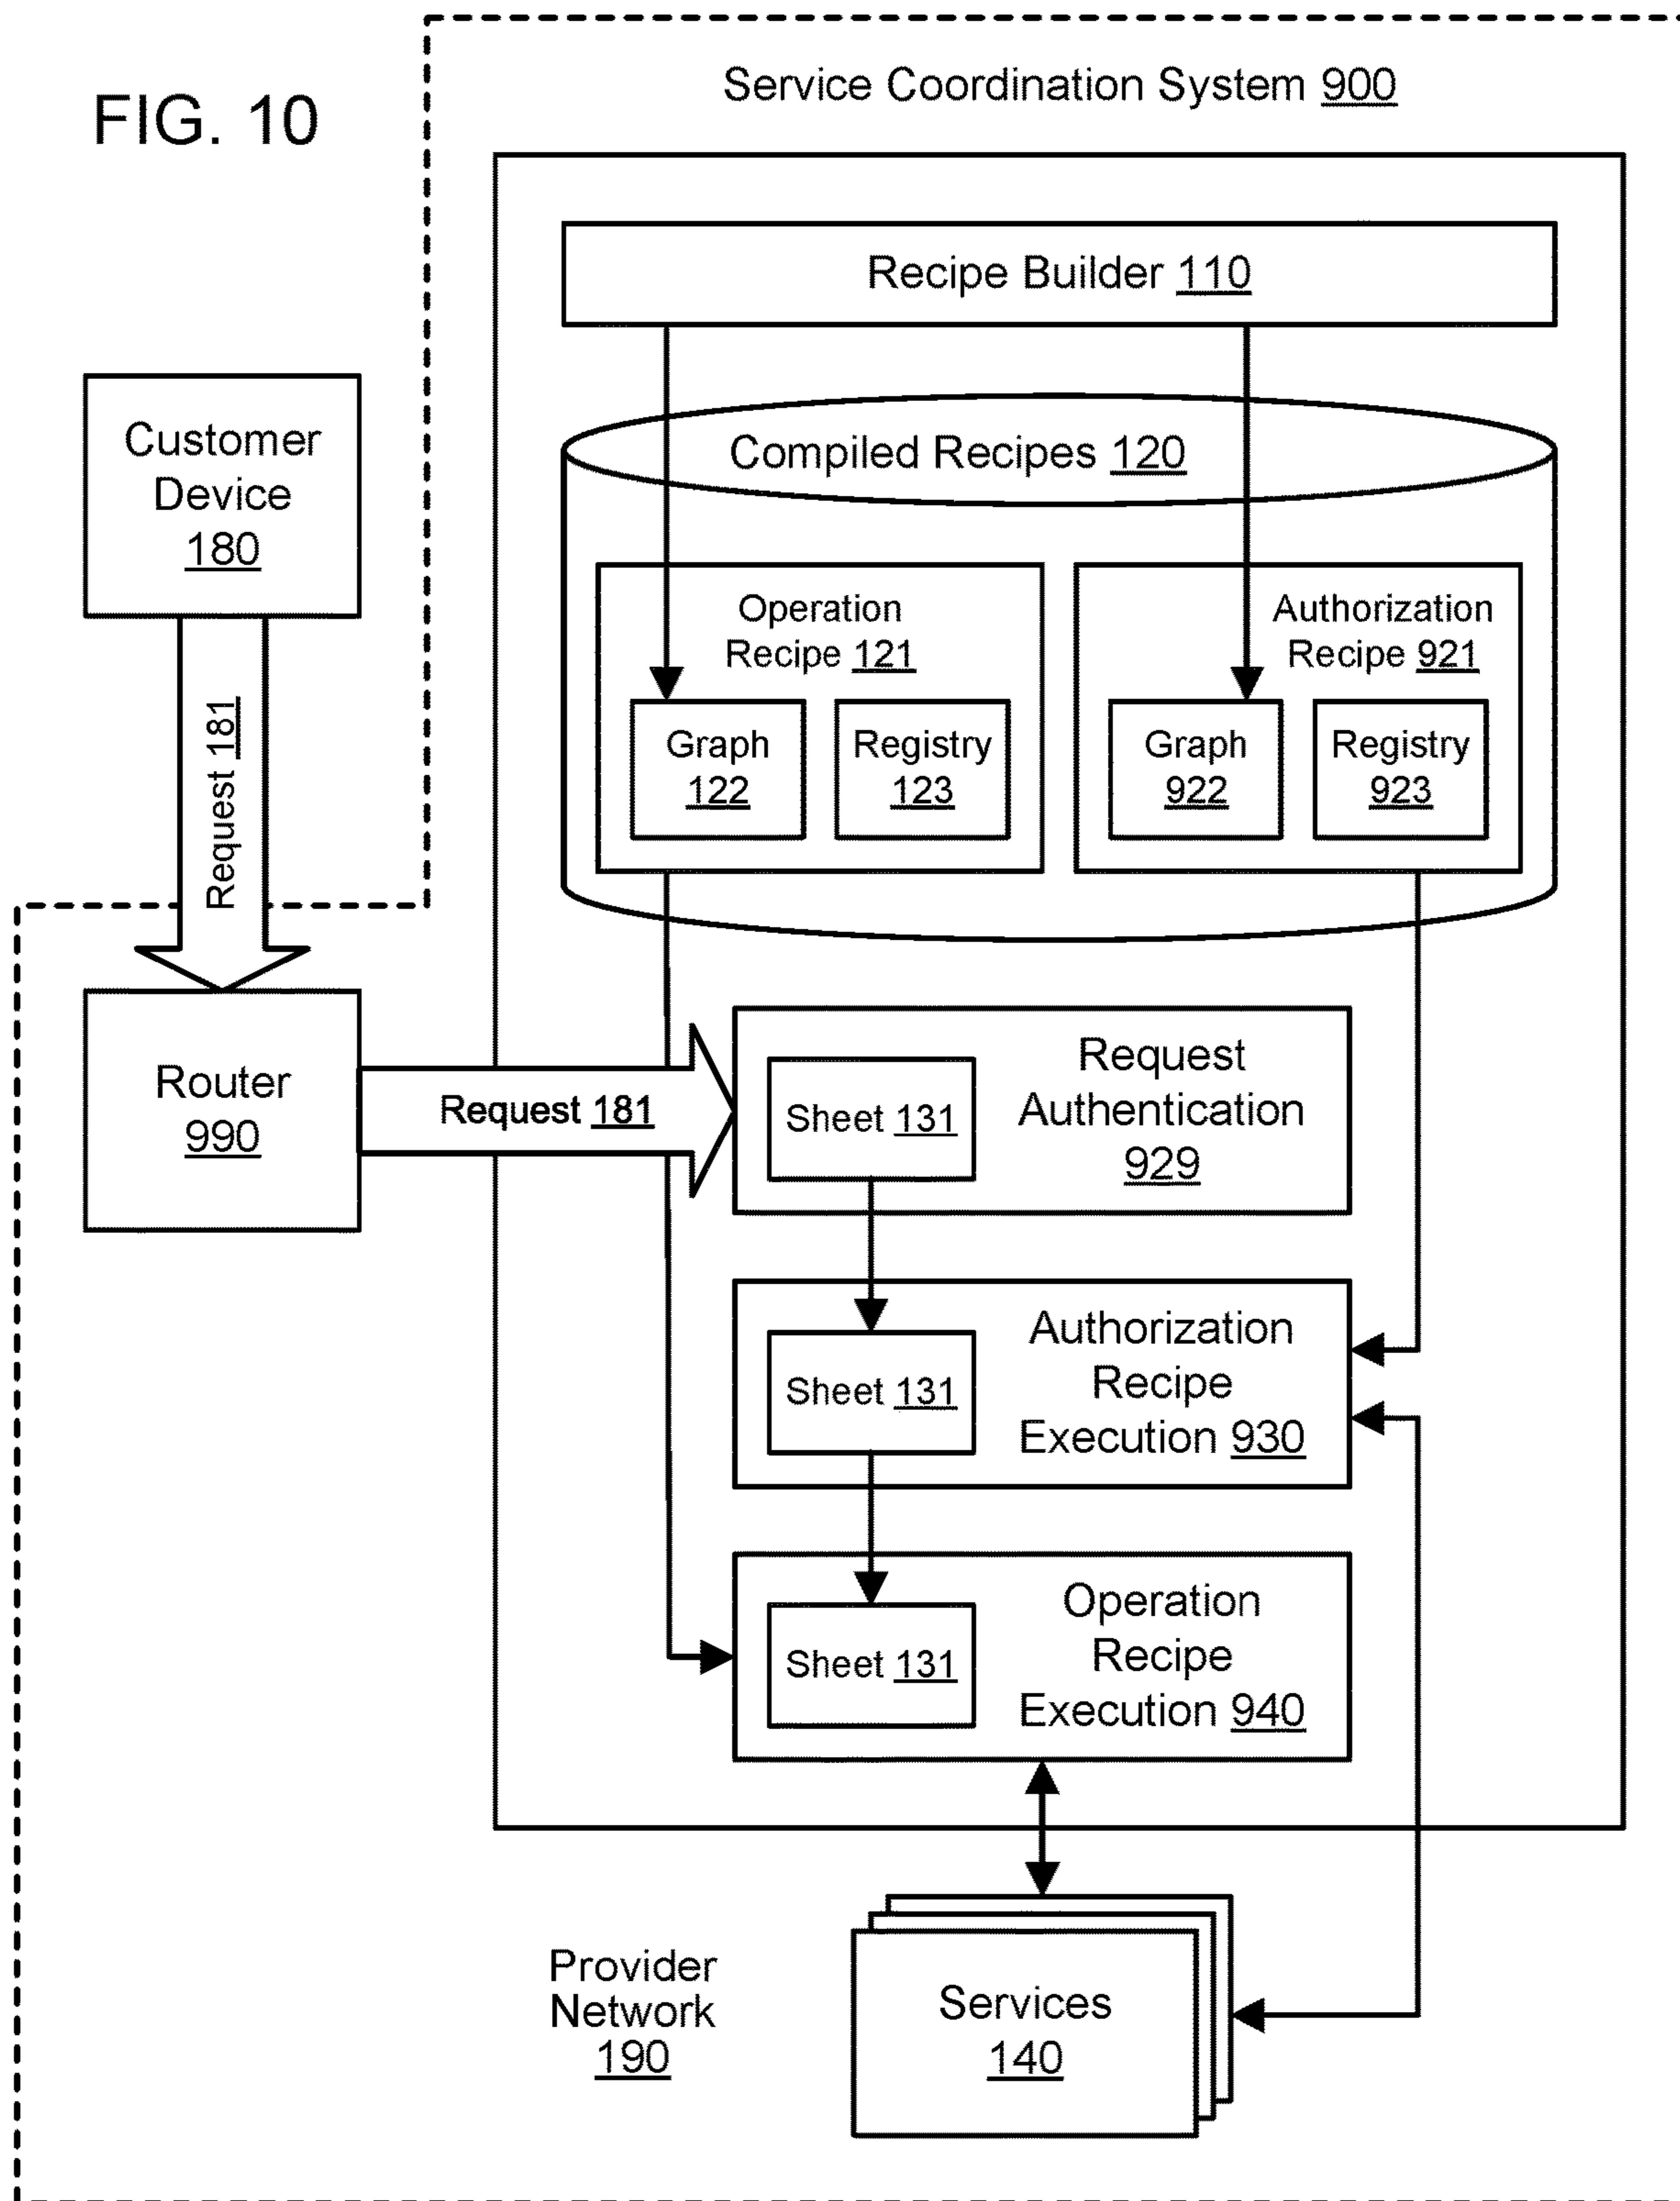 FIG. 10
Service Coordination System 900
Recipe Builder 110
Customer
Device
180
Compiled Recipes 120
Operation
Recipe 121
Graph
122
Registry
123
Authorization
Recipe 921
Graph
922
Registry
923
Request 181
Router
990
Request 181
Sheet 131
Request
Authentication
929
Sheet 131
Authorization
Recipe
Execution 930
Sheet 131
Operation
Recipe
Execution 940
Provider
Network
190
Services
140